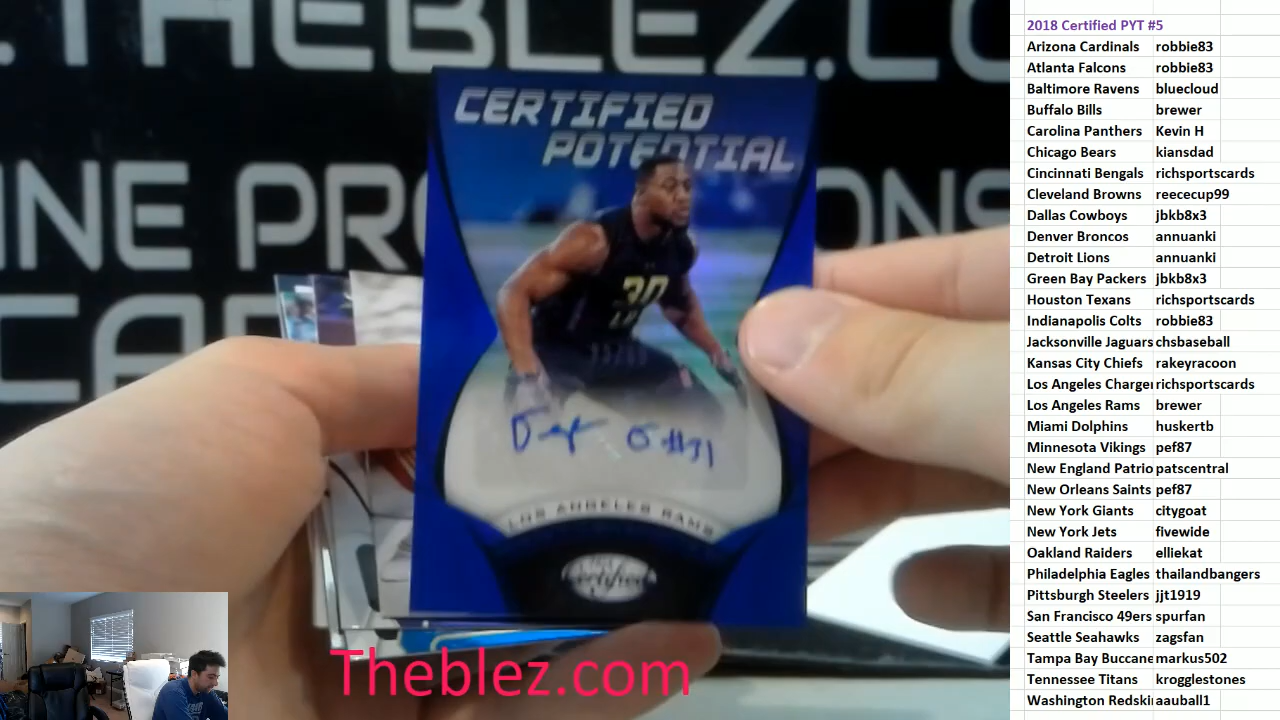 .THEBLEZ.CO
CERTIFIED
POTENTIAL
30
LOS ANGELES RAMS
Certified
Theblez.com
2018 Certified PYT #5
Arizona Cardinals robbie83
Atlanta Falcons robbie83
Baltimore Ravens bluecloud
Buffalo Bills brewer
Carolina Panthers Kevin H
Chicago Bears kiansdad
Cincinnati Bengals richsportscards
Cleveland Browns reececup99
Dallas Cowboys jbkb8x3
Denver Broncos annuanki
Detroit Lions annuanki
Green Bay Packers jbkb8x3
Houston Texans richsportscards
Indianapolis Colts robbie83
Jacksonville Jaguars chsbaseball
Kansas City Chiefs rakeyracoon
Los Angeles Charger richsportscards
Los Angeles Rams brewer
Miami Dolphins huskertb
Minnesota Vikings pef87
New England Patrio patscentral
New Orleans Saints pef87
New York Giants citygoat
New York Jets fivewide
Oakland Raiders elliekat
Philadelphia Eagles thailandbangers
Pittsburgh Steelers jjt1919
San Francisco 49ers spurfan
Seattle Seahawks zagsfan
Tampa Bay Buccane markus502
Tennessee Titans krogglestones
Washington Redski aauball1